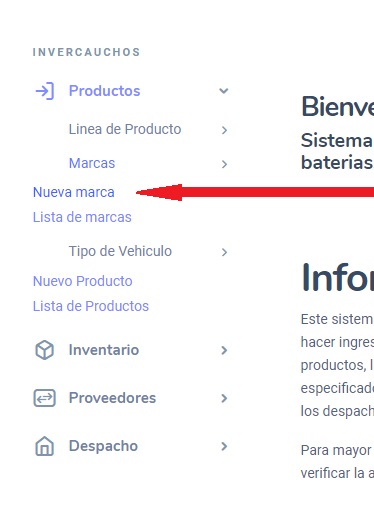 INVERCAUCHOS
Productos
Linea de Producto
Marcas
Nueva marca
Lista de marcas
Tipo de Vehiculo
Nuevo Producto
Lista de Productos
Inventario
Proveedores
Despacho
Bienve
Sistema
baterias
Infor
Este sistem
hacer ingres
productos, l
especificado
los despach
Para mayor
verificar la a